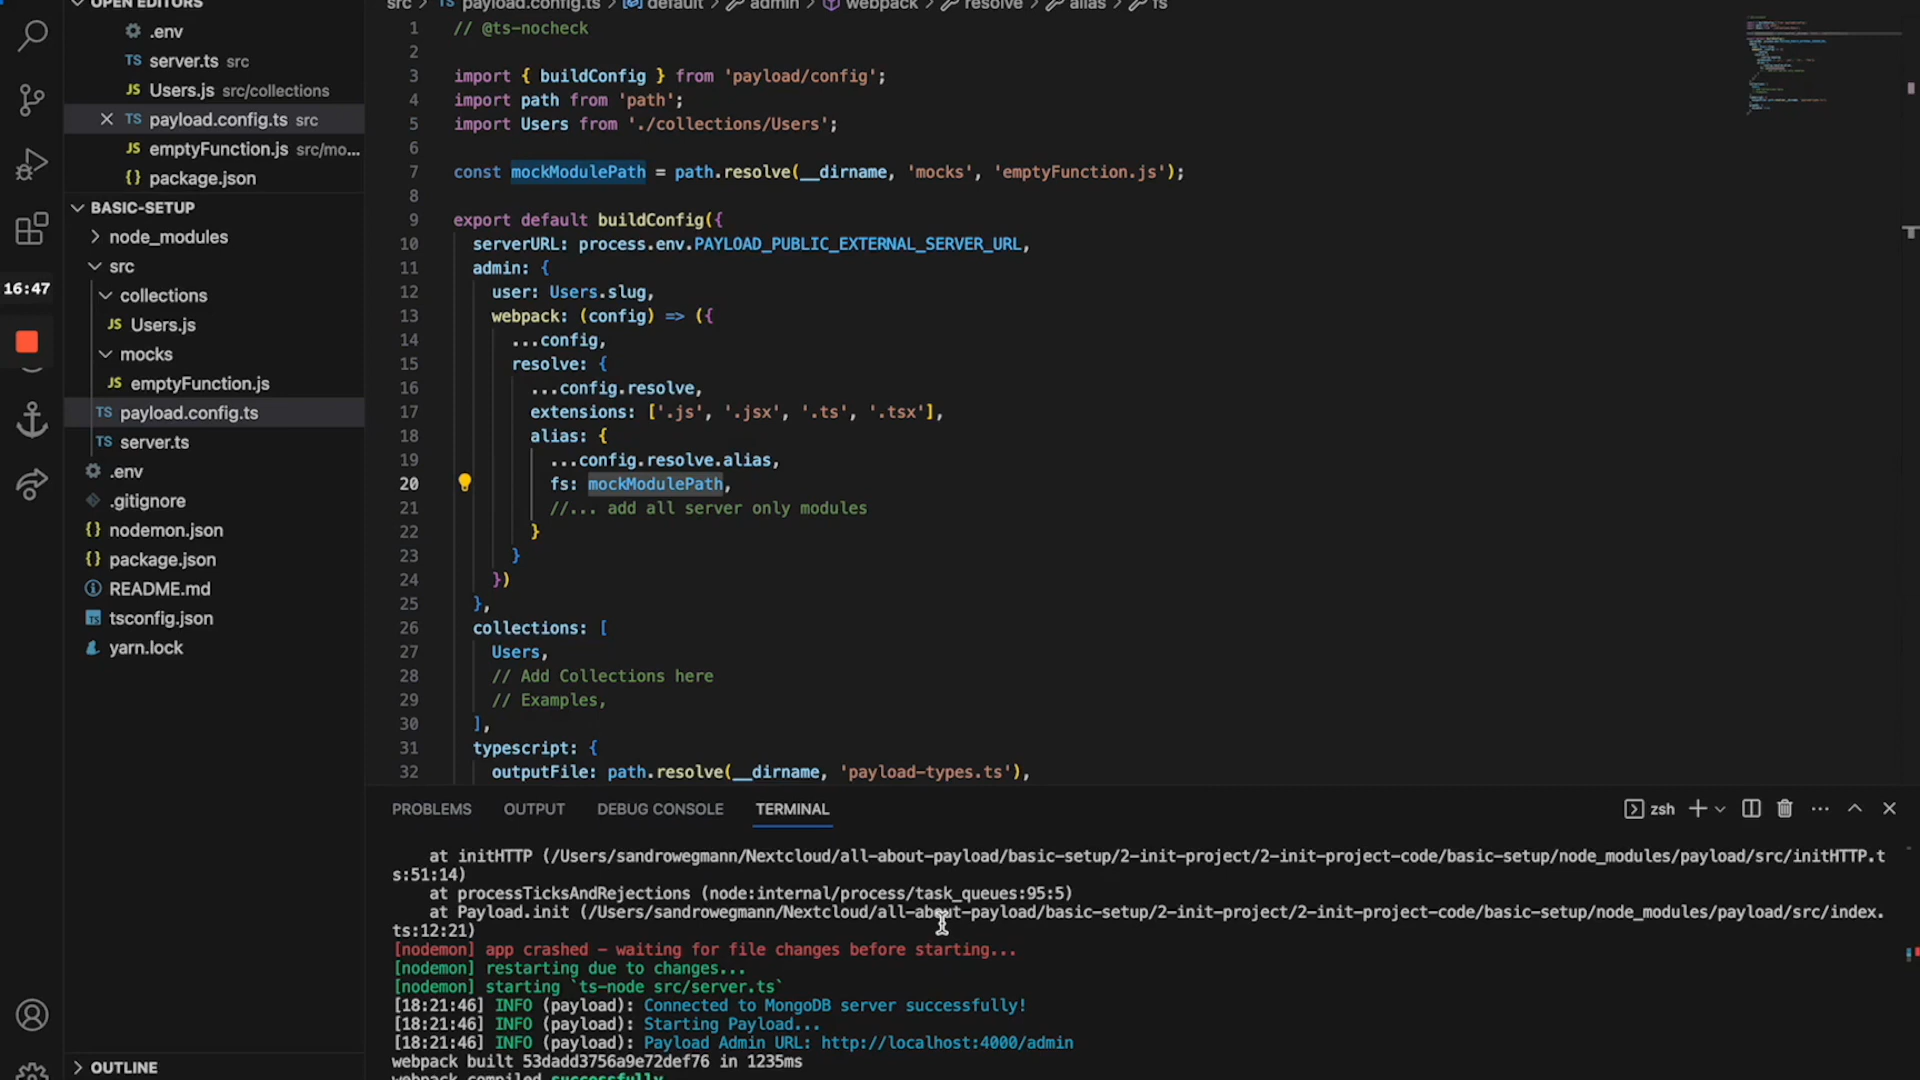 OPEN EDITORS
.env
TS server.ts src
JS Users.js src/collections
TS payload.config.ts src
JS emptyFunction.js src/mo...
{} package.json
BASIC-SETUP
node_modules
src
collections
JS Users.js
mocks
JS emptyFunction.js
TS payload.config.ts
TS server.ts
.env
.gitignore
{} nodemon.json
{} package.json
README.md
TS tsconfig.json
yarn.lock
OUTLINE
16:47
src > TS payload.config.ts > default > admin > webpack > resolve > alias > fs
1 // @ts-nocheck
2
3 import { buildConfig } from 'payload/config';
4 import path from 'path';
5 import Users from './collections/Users';
6
7 const mockModulePath = path.resolve(__dirname, 'mocks', 'emptyFunction.js');
8
9 export default buildConfig({
10 serverURL: process.env.PAYLOAD_PUBLIC_EXTERNAL_SERVER_URL,
11 admin: {
12 user: Users.slug,
13 webpack: (config) => ({
14 ...config,
15 resolve: {
16 ...config.resolve,
17 extensions: ['.js', '.jsx', '.ts', '.tsx'],
18 alias: {
19 ...config.resolve.alias,
20 fs: mockModulePath,
21 //... add all server only modules
22 }
23 }
24 })
25 },
26 collections: [
27 Users,
28 // Add Collections here
29 // Examples,
30 ],
31 typescript: {
32 outputFile: path.resolve(__dirname, 'payload-types.ts'),
PROBLEMS OUTPUT DEBUG CONSOLE TERMINAL zsh
at initHTTP (/Users/sandrowegmann/Nextcloud/all-about-payload/basic-setup/2-init-project/2-init-project-code/basic-setup/node_modules/payload/src/initHTTP.t
s:51:14)
at processTicksAndRejections (node:internal/process/task_queues:95:5)
at Payload.init (/Users/sandrowegmann/Nextcloud/all-about-payload/basic-setup/2-init-project/2-init-project-code/basic-setup/node_modules/payload/src/index.
ts:12:21)
[nodemon] app crashed - waiting for file changes before starting...
[nodemon] restarting due to changes...
[nodemon] starting `ts-node src/server.ts`
[18:21:46] INFO (payload): Connected to MongoDB server successfully!
[18:21:46] INFO (payload): Starting Payload...
[18:21:46] INFO (payload): Payload Admin URL: http://localhost:4000/admin
webpack built 53dadd3756a9e72def76 in 1235ms
webpack compiled successfully